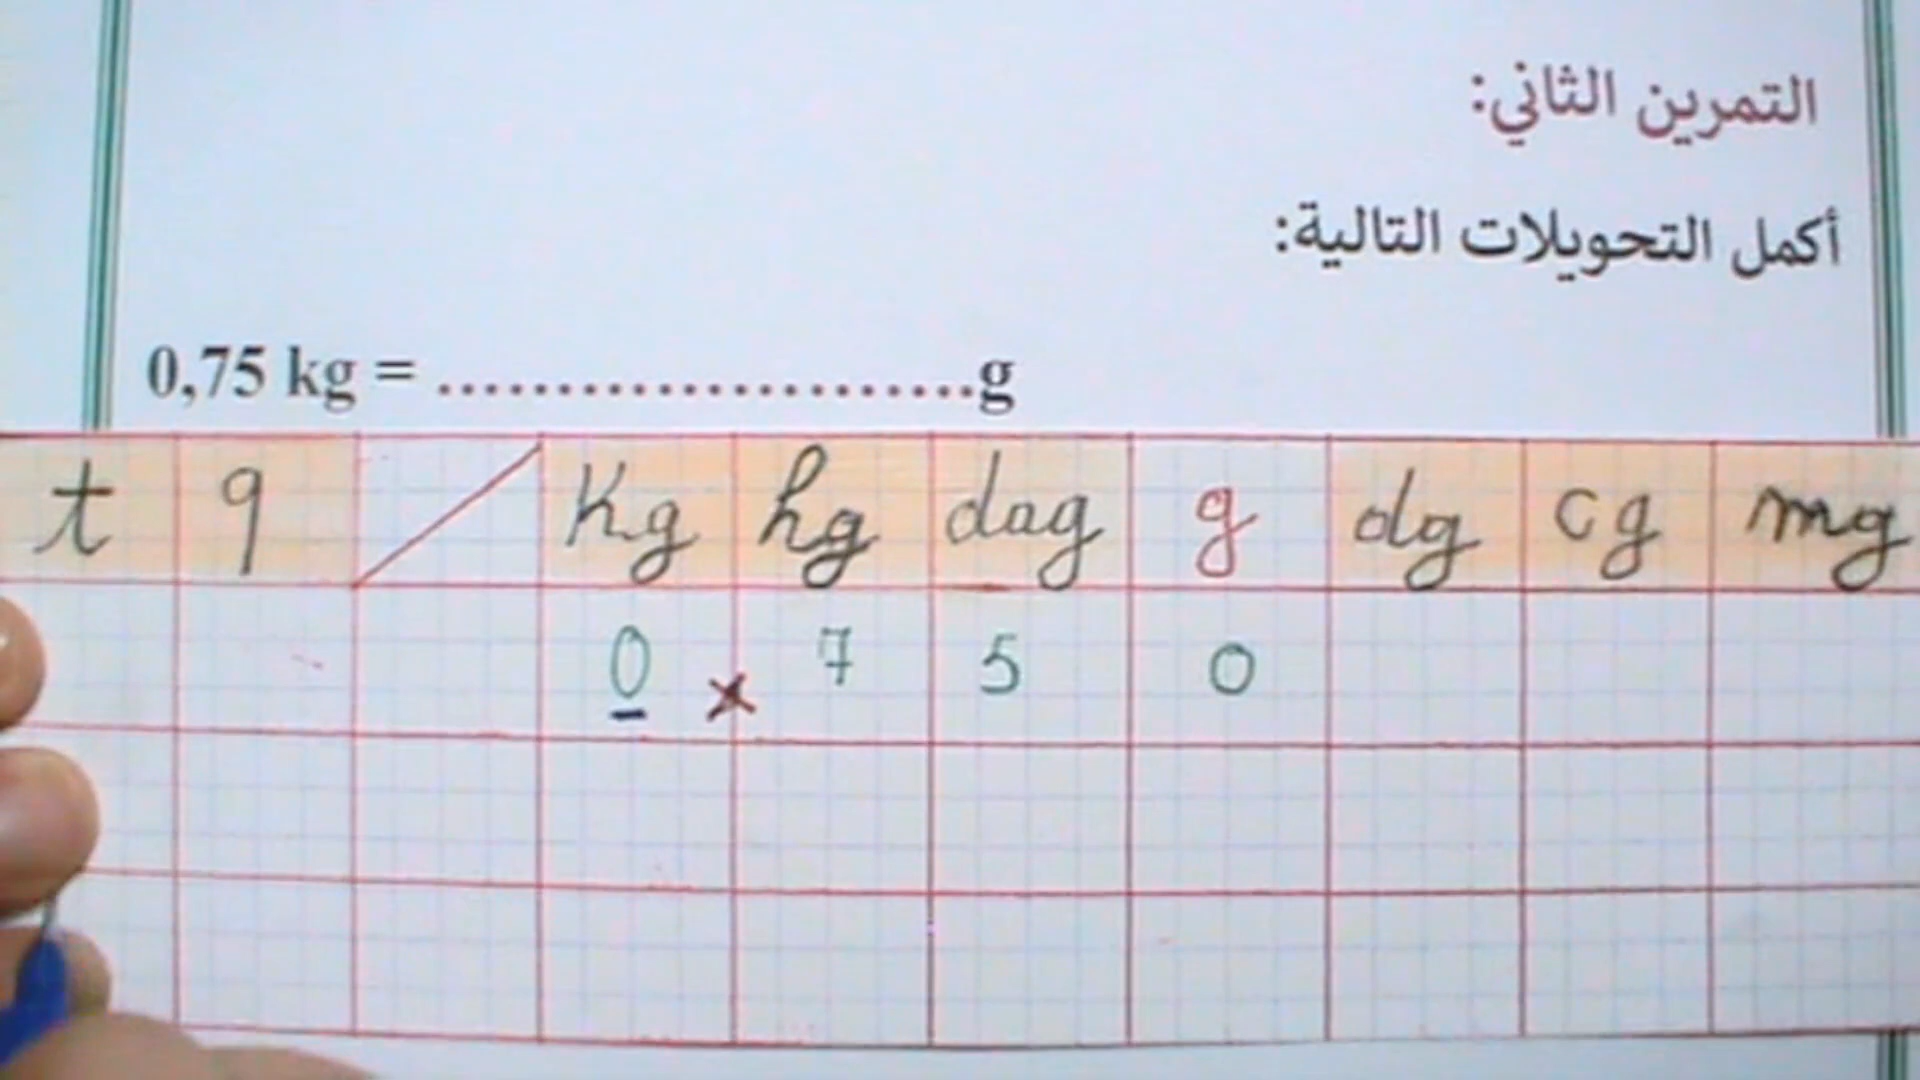 التمرين الثاني:
أكمل التحويلات التالية:
0,75 kg = ......................g
t q Kg hg dag g dg cg mg
0 × 7 5 0